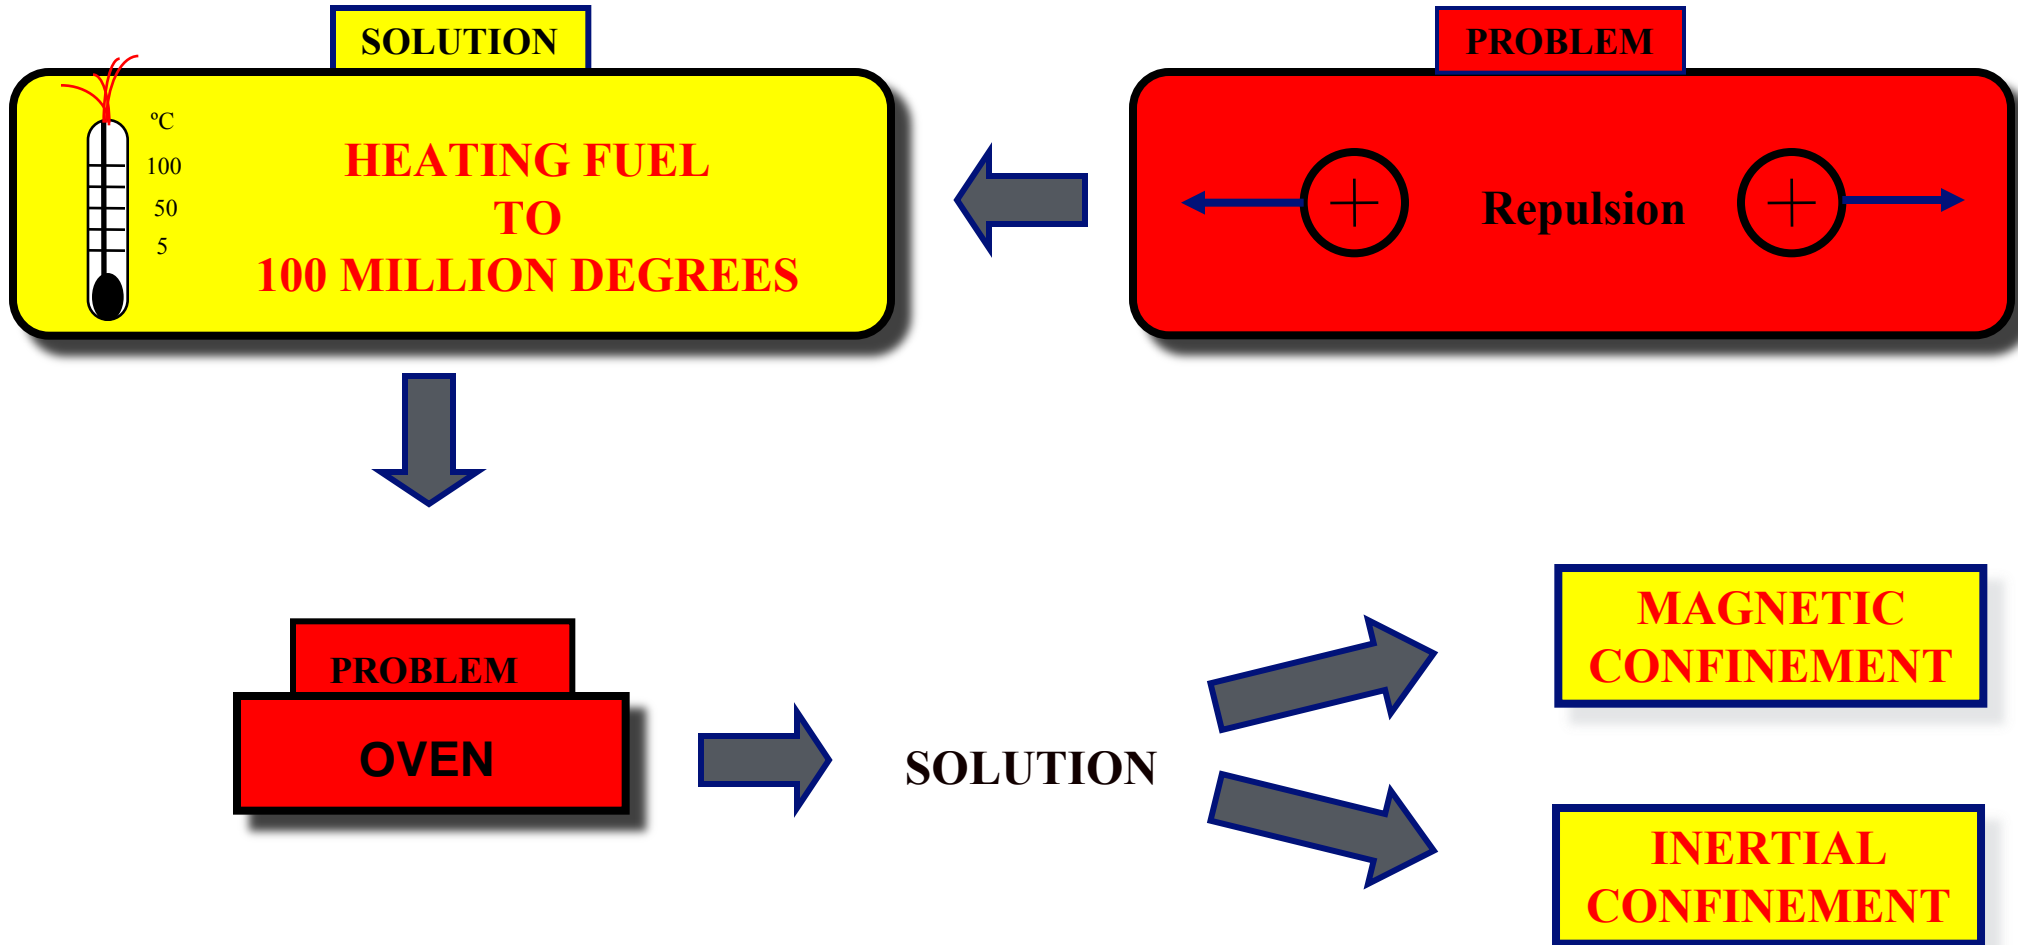 SOLUTION
ºC
100
50
5
HEATING FUEL
TO
100 MILLION DEGREES
PROBLEM
Repulsion
PROBLEM
OVEN
SOLUTION
MAGNETIC
CONFINEMENT
INERTIAL
CONFINEMENT